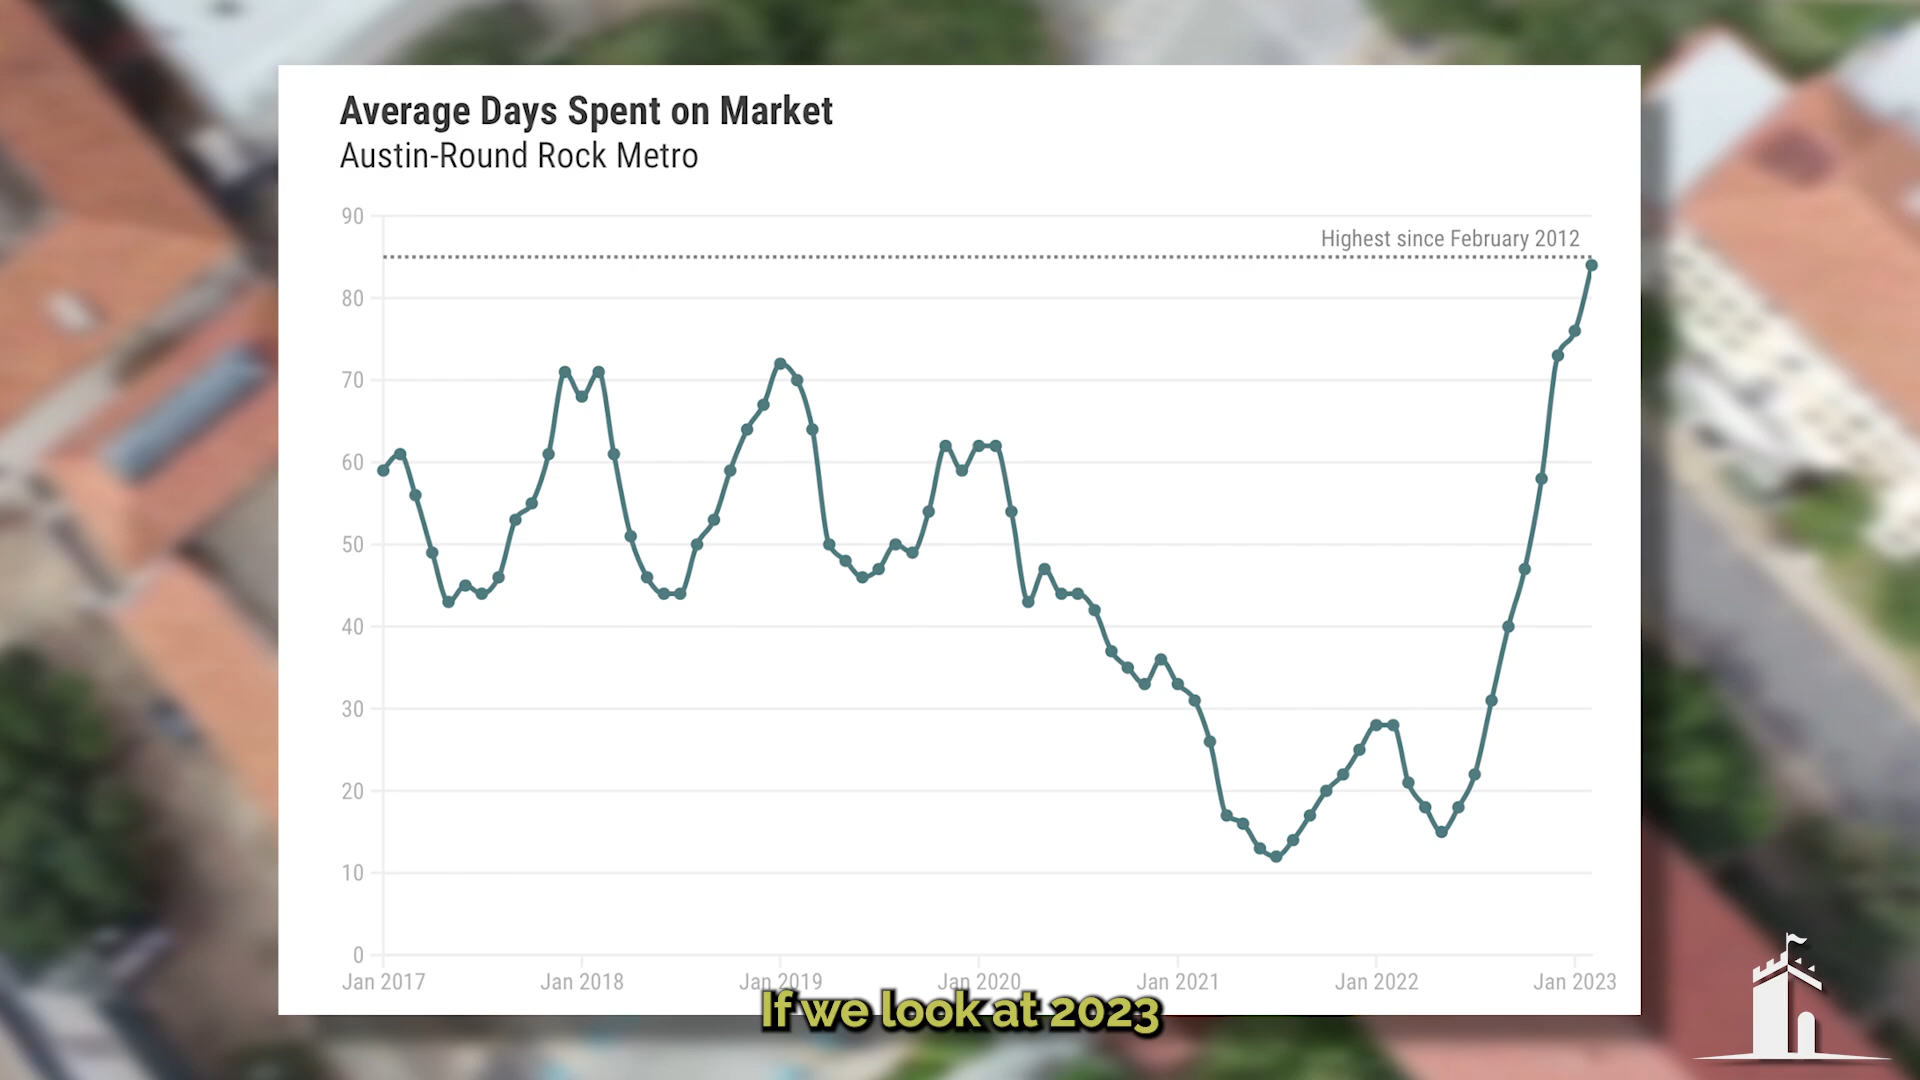 Average Days Spent on Market
Austin-Round Rock Metro
90
Highest since February 2012
80
70
60
50
40
30
20
10
0
Jan 2017 Jan 2018 Jan 2019 Jan 2020 Jan 2021 Jan 2022 Jan 2023
If we look at 2023